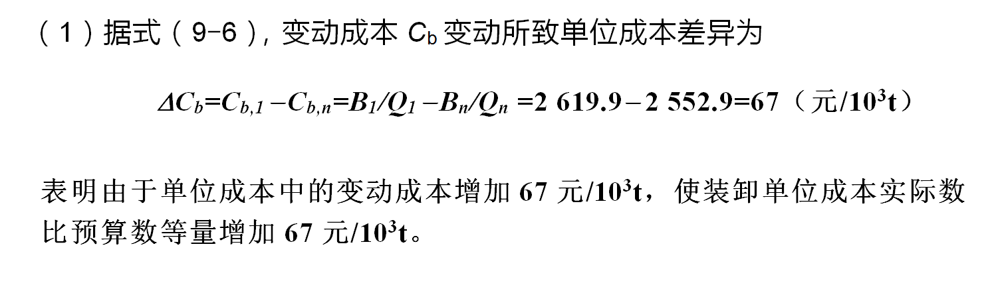 （1）据式（9-6），变动成本 Cb 变动所致单位成本差异为
ΔCb=Cb,1－Cb,n=B1/Q1－Bn/Qn =2 619.9－2 552.9=67（元/10³t）
表明由于单位成本中的变动成本增加 67 元/10³t，使装卸单位成本实际数
比预算数等量增加 67 元/10³t。